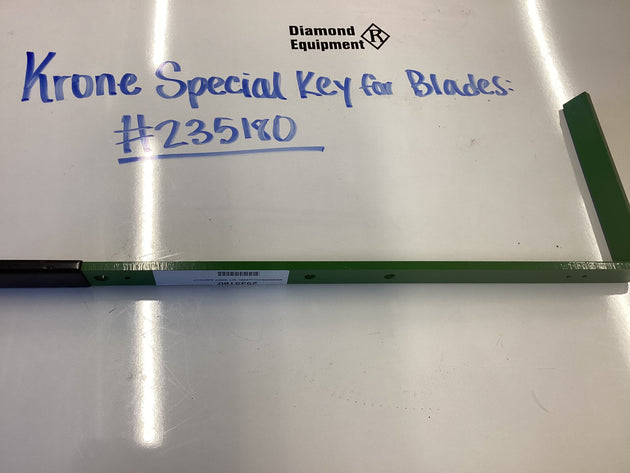 Diamond
Equipment R
Krone Special Key for Blades:
#235180